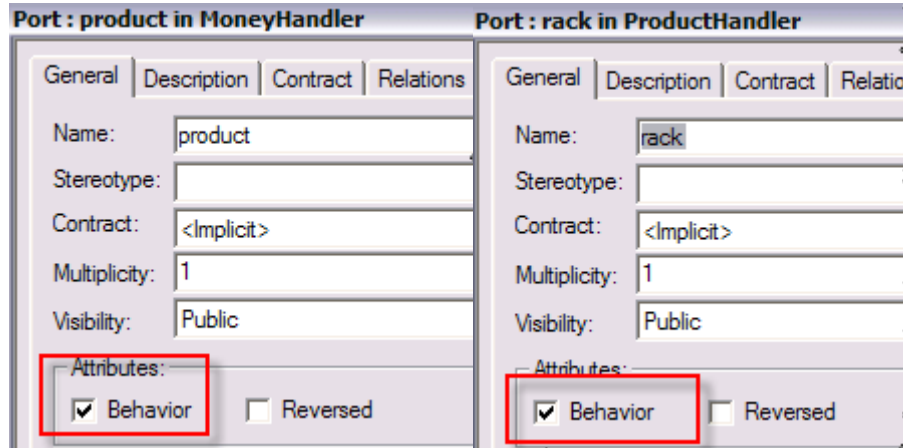 Port : product in MoneyHandler
General Description Contract Relations
Name: product
Stereotype:
Contract: <Implicit>
Multiplicity: 1
Visibility: Public
Attributes:
Behavior Reversed
Port : rack in ProductHandler
General Description Contract Relatio
Name: rack
Stereotype:
Contract: <Implicit>
Multiplicity: 1
Visibility: Public
Attributes:
Behavior Reversed